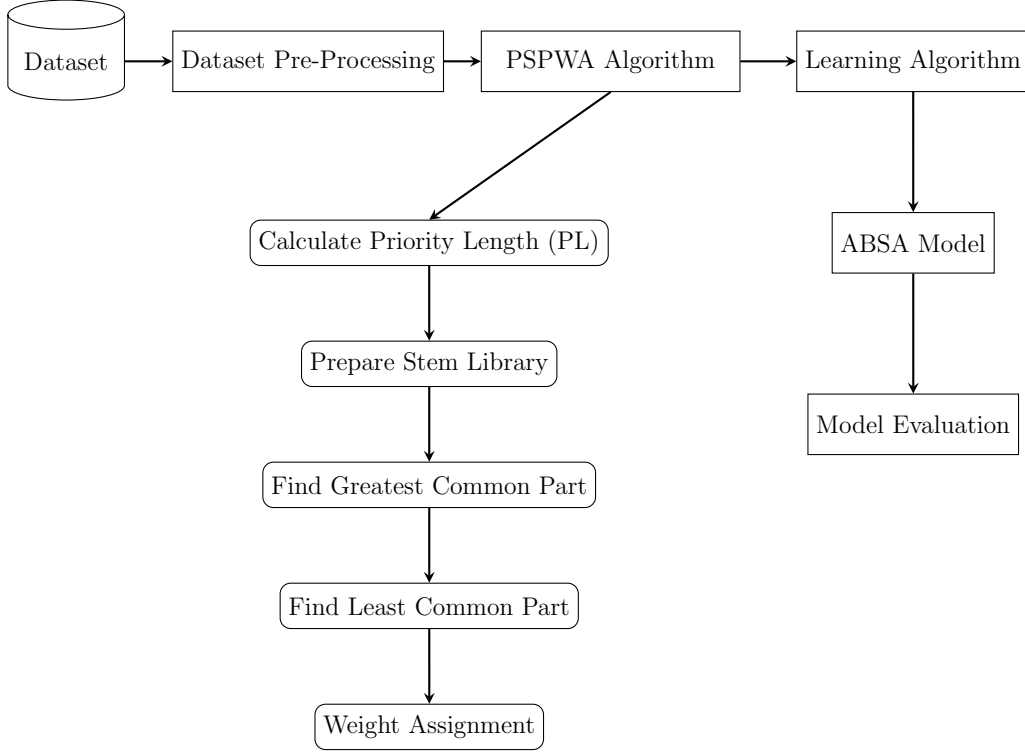 Dataset
Dataset Pre-Processing
PSPWA Algorithm
Learning Algorithm
Calculate Priority Length (PL)
ABSA Model
Prepare Stem Library
Model Evaluation
Find Greatest Common Part
Find Least Common Part
Weight Assignment